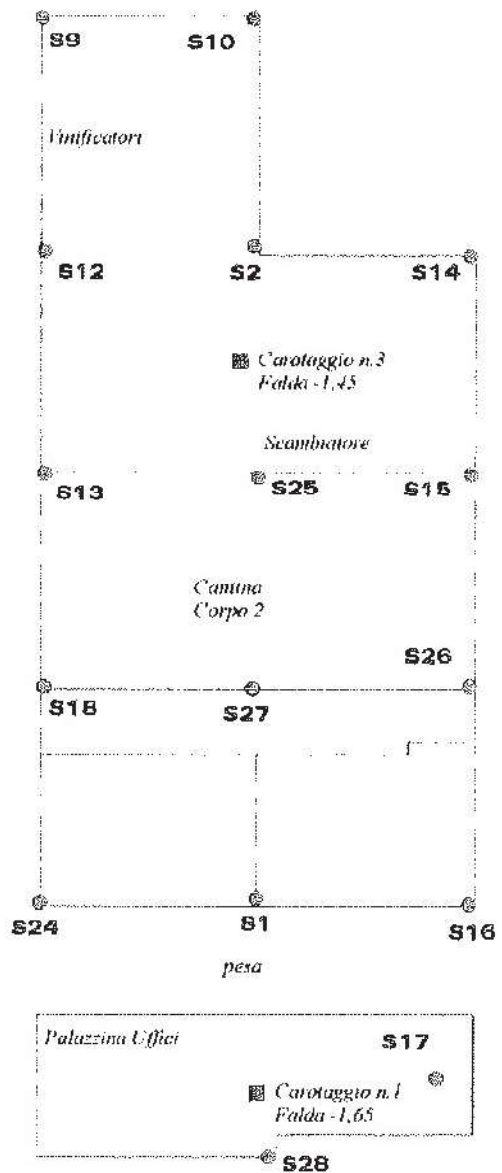 S9
S10
Vinificatori
S12
S2
S14
Carotaggio n.3
Falda -1,45
Scambiatore
S13
S25
S15
Cantina
Corpo 2
S26
S18
S27
S24
S1
S16
pesa
Palazzina Uffici
S17
Carotaggio n.1
Falda -1,65
S28